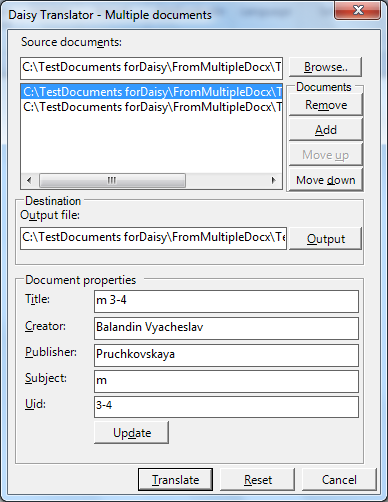 Daisy Translator - Multiple documents
Source documents:
C:\TestDocuments forDaisy\FromMultipleDocx\T
Browse..
Documents
C:\TestDocuments forDaisy\FromMultipleDocx\T
Remove
C:\TestDocuments forDaisy\FromMultipleDocx\T
Add
Move up
Move down
Destination
Output file:
C:\TestDocuments forDaisy\FromMultipleDocx\Te
Output
Document properties
Title:
m 3-4
Creator:
Balandin Vyacheslav
Publisher:
Pruchkovskaya
Subject:
m
Uid:
3-4
Update
Translate
Reset
Cancel